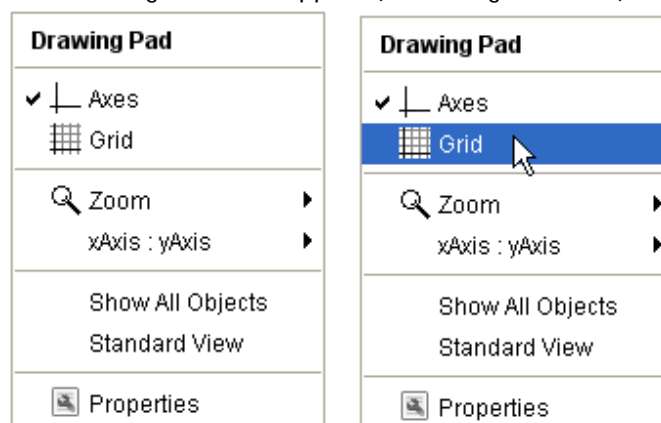 Drawing Pad
Axes
Grid
Zoom
xAxis : yAxis
Show All Objects
Standard View
Properties
Drawing Pad
Axes
Grid
Zoom
xAxis : yAxis
Show All Objects
Standard View
Properties